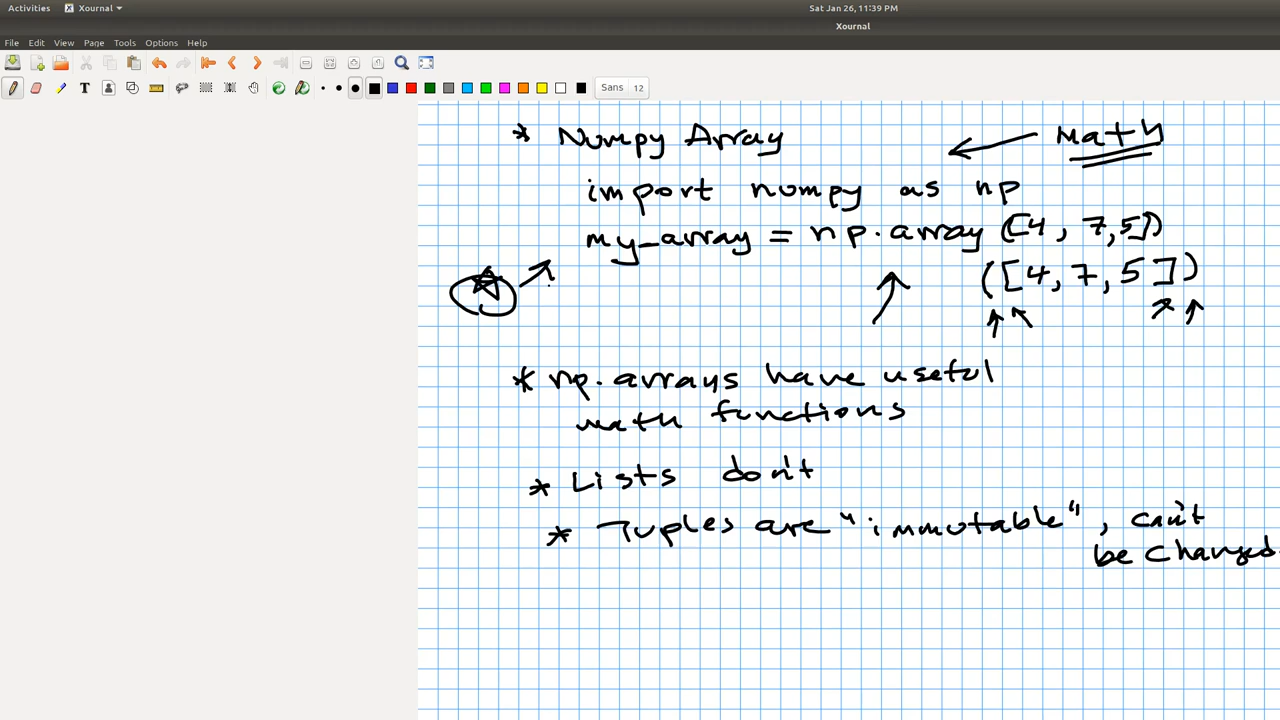 Activities Xournal Sat Jan 26, 11:39 PM
Xournal
File Edit View Page Tools Options Help
Sans 12
* Numpy Array ← Math
import numpy as np
my_array = np.array ([4, 7,5])
([4, 7, 5])
* np.arrays have useful
math functions
* Lists don't
* Tuples are "immutable", can't
be changed.